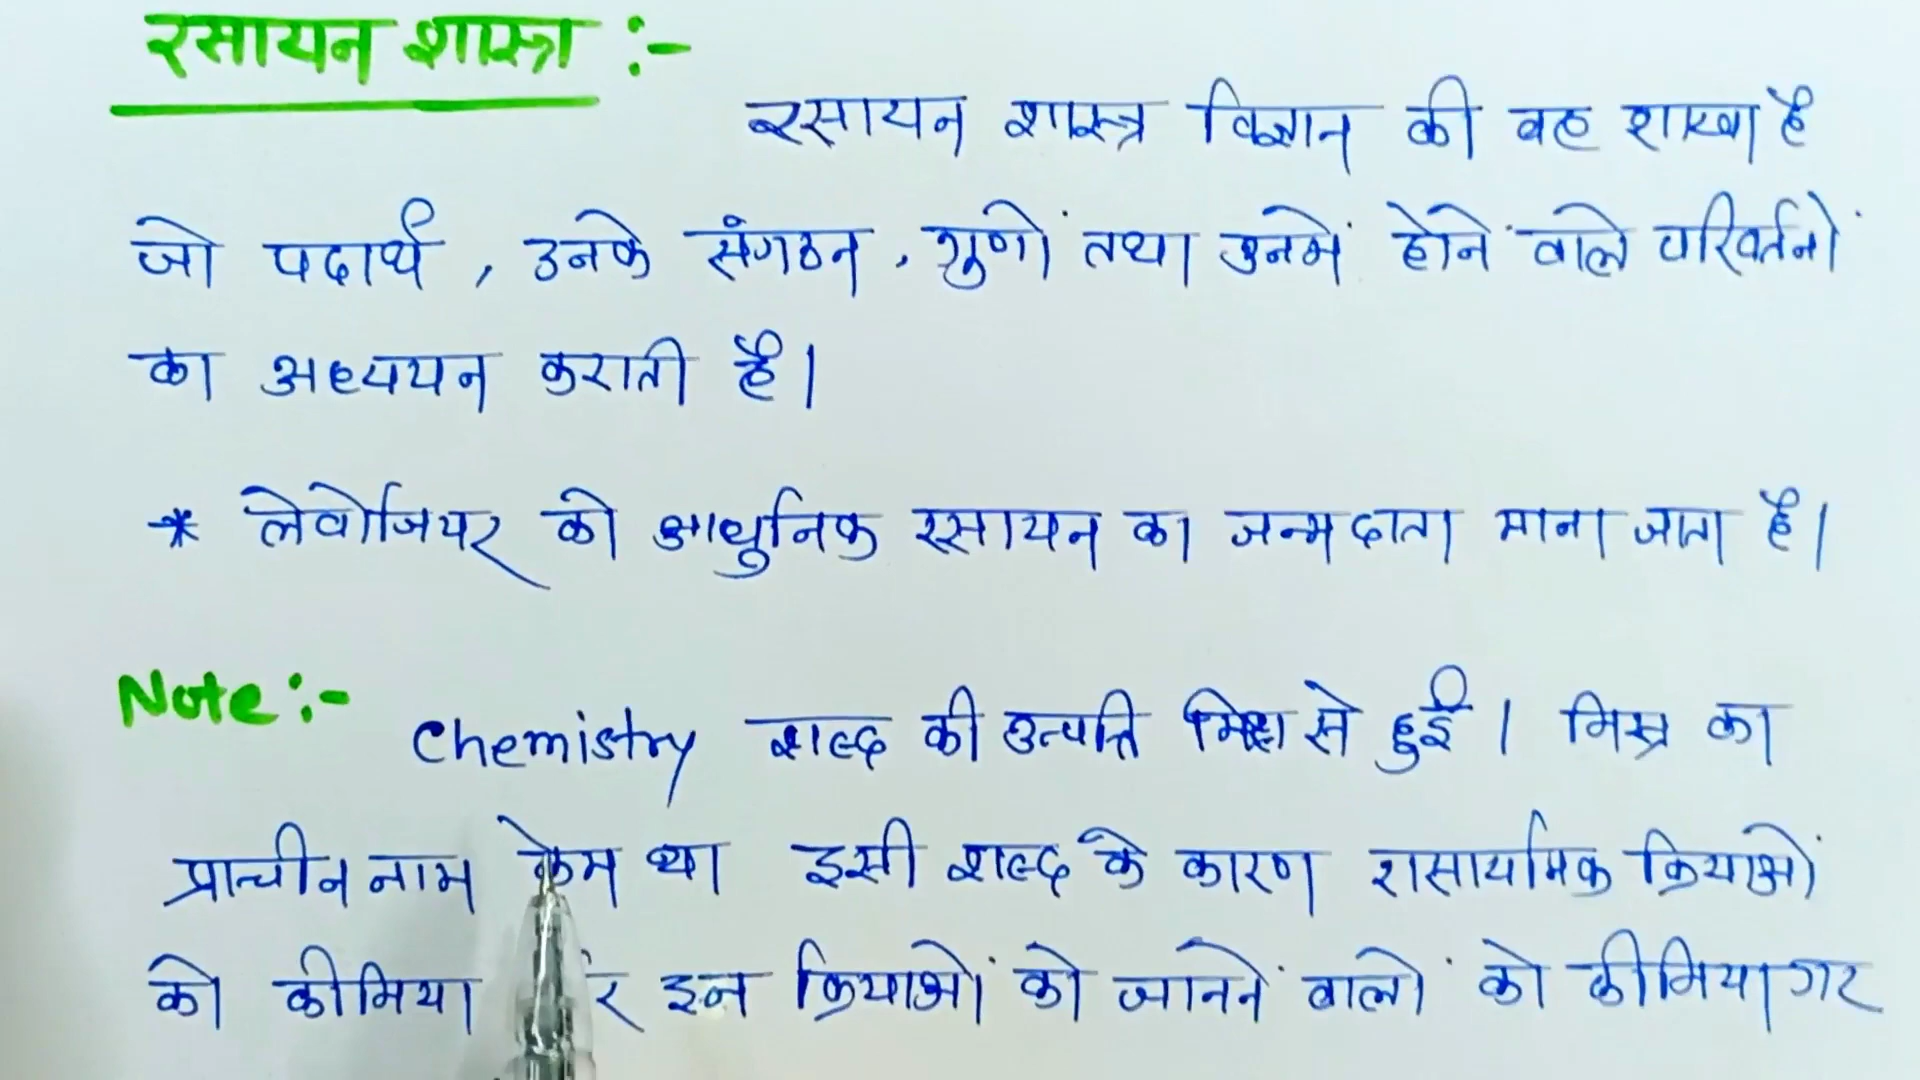 रसायन शास्त्र :-
रसायन शास्त्र विज्ञान की वह शाखा है
जो पदार्थ , उनके संगठन , गुणों तथा उनमें होने वाले परिवर्तनों
का अध्ययन कराती है।
* लेवोजियर को आधुनिक रसायन का जन्मदाता माना जाता है।
Note:- Chemistry शब्द की उत्पत्ति मिस्र से हुई । मिस्र का
प्राचीन नाम केम था इसी शब्द के कारण रासायनिक क्रियाओं
को कीमिया र इन क्रियाओं को जानने वालों को कीमियागर